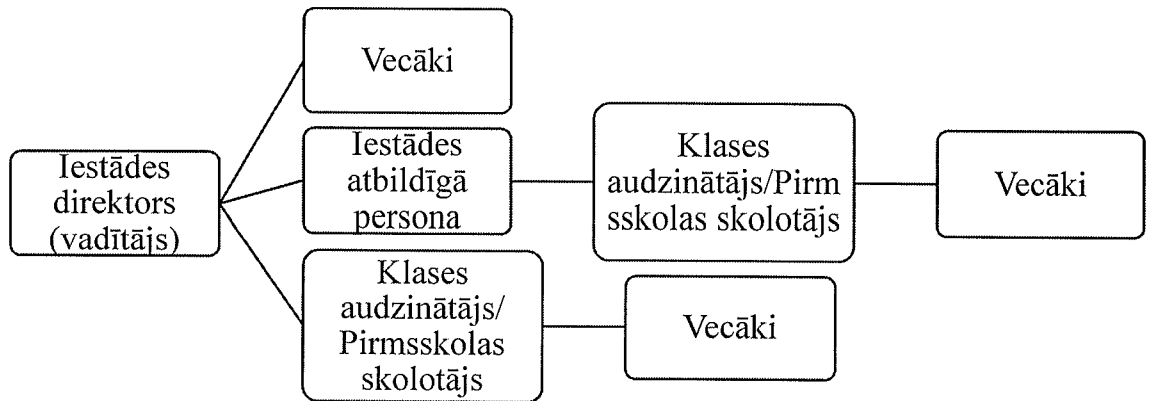 Vecāki
Iestādes
direktors
(vadītājs)
Iestādes
atbildīgā
persona
Klases
audzinātājs/Pirm
sskolas skolotājs
Vecāki
Klases
audzinātājs/
Pirmsskolas
skolotājs
Vecāki